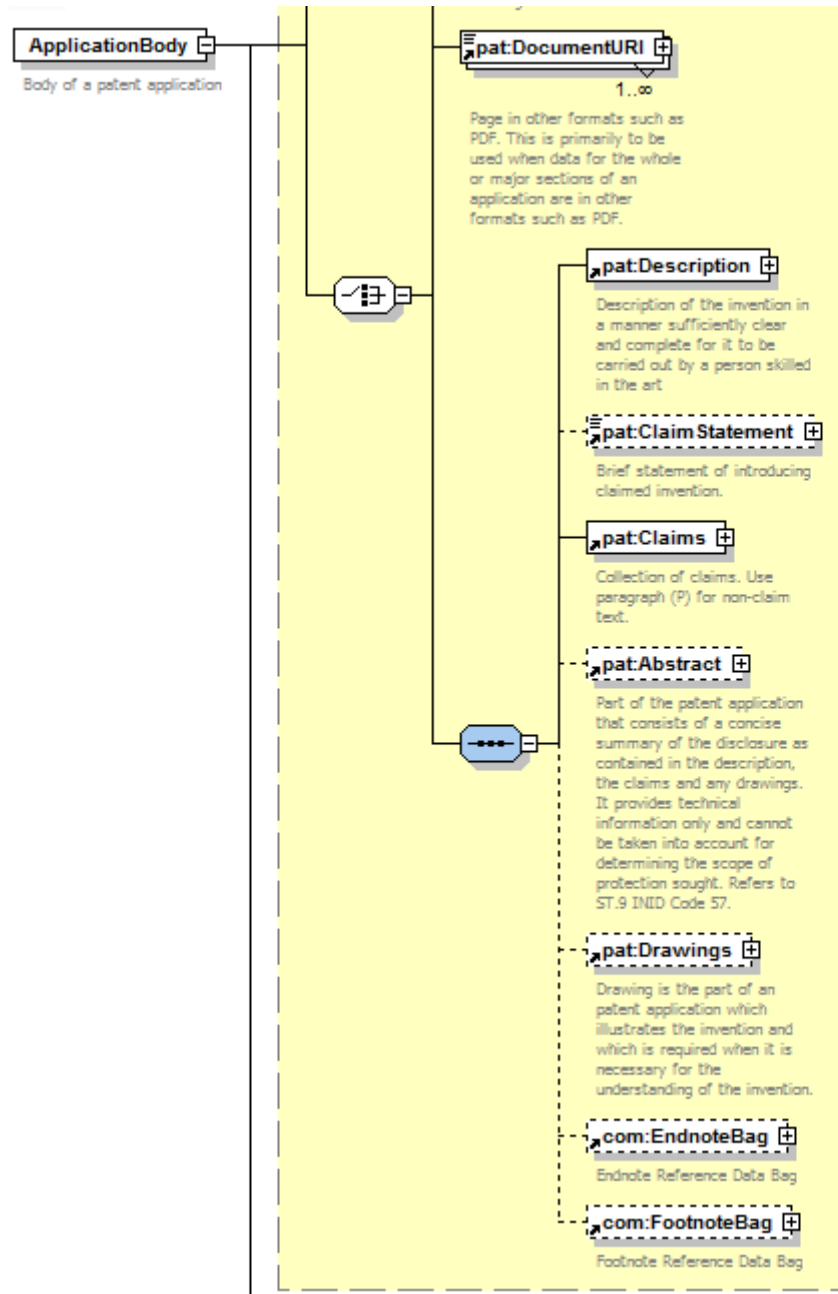 ApplicationBody
Body of a patent application
pat:DocumentURI
1..∞
Page in other formats such as
PDF. This is primarily to be
used when data for the whole
or major sections of an
application are in other
formats such as PDF.
pat:Description
Description of the invention in
a manner sufficiently clear
and complete for it to be
carried out by a person skilled
in the art
pat:ClaimStatement
Brief statement of introducing
claimed invention.
pat:Claims
Collection of claims. Use
paragraph (P) for non-claim
text.
pat:Abstract
Part of the patent application
that consists of a concise
summary of the disclosure as
contained in the description,
the claims and any drawings.
It provides technical
information only and cannot
be taken into account for
determining the scope of
protection sought. Refers to
ST.9 INID Code 57.
pat:Drawings
Drawing is the part of an
patent application which
illustrates the invention and
which is required when it is
necessary for the
understanding of the invention.
com:EndnoteBag
Endnote Reference Data Bag
com:FootnoteBag
Footnote Reference Data Bag